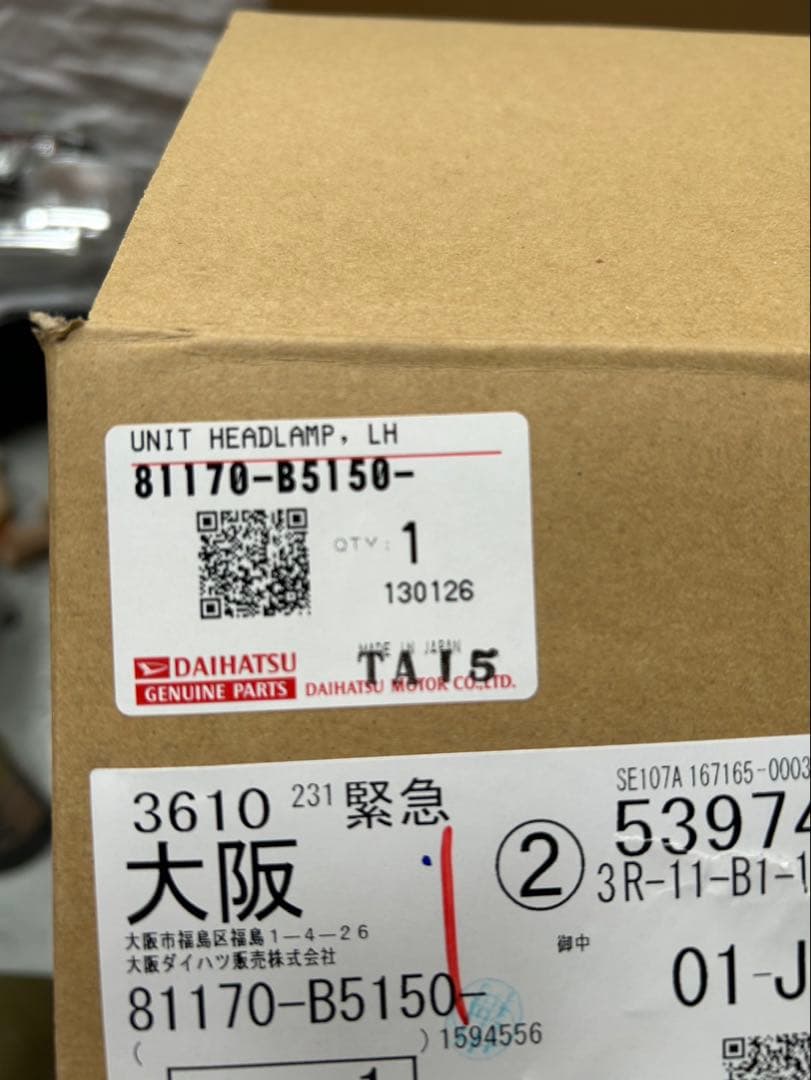 UNIT HEADLAMP, LH
81170-B5150-
QTY: 1
130126
MADE IN JAPAN
TA15
DAIHATSU
GENUINE PARTS DAIHATSU MOTOR CO.,LTD.
SE107A 167165-0003
3610 231 緊急
大阪
② 53974
3R-11-B1-1
大阪市福島区福島1-4-26
大阪ダイハツ販売株式会社
御中
81170-B5150-
01-J
( ) 1594556
1